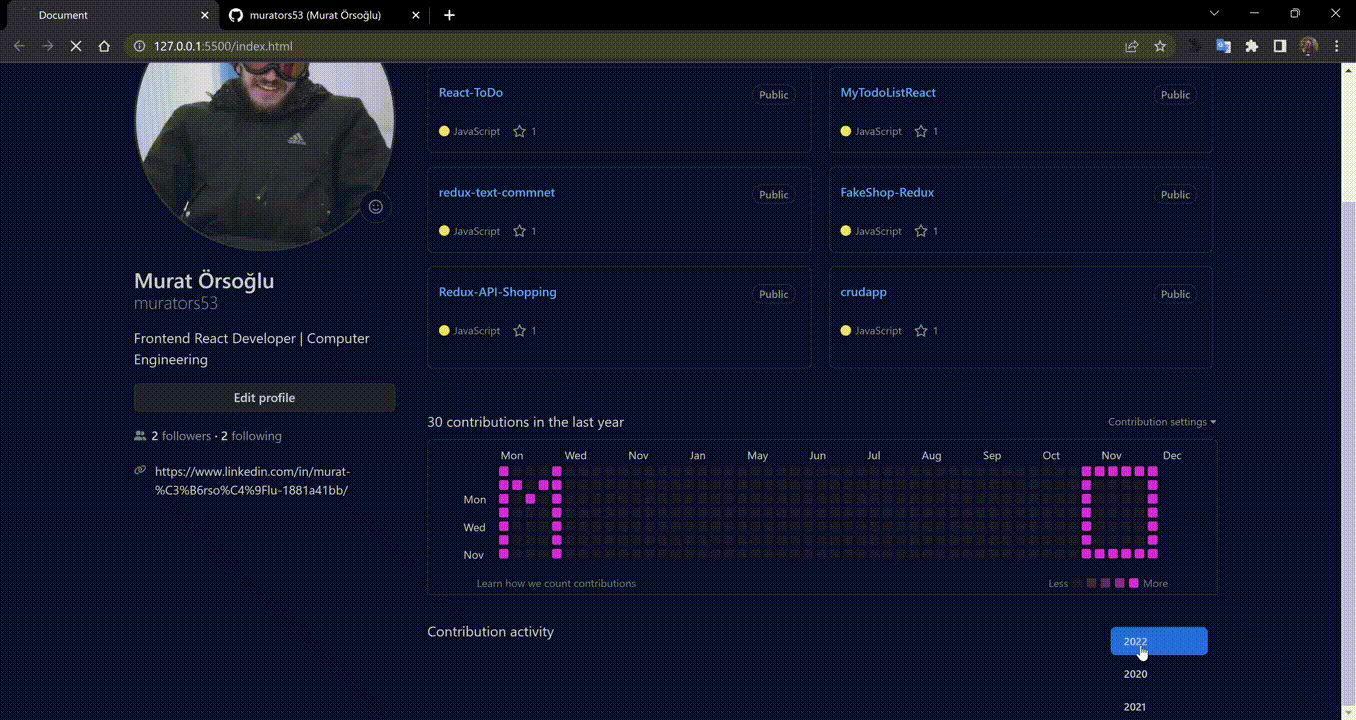 Document
murators53 (Murat Örsoğlu)
127.0.0.1:5500/index.html
React-ToDo
Public
JavaScript 1
MyTodoListReact
Public
JavaScript 1
redux-text-commnet
Public
JavaScript 1
FakeShop-Redux
Public
JavaScript 1
Redux-API-Shopping
Public
JavaScript 1
crudapp
Public
JavaScript 1
Murat Örsoğlu
murators53
Frontend React Developer | Computer
Engineering
Edit profile
2 followers · 2 following
https://www.linkedin.com/in/murat-
%C3%B6rso%C4%9Flu-1881a41bb/
30 contributions in the last year
Contribution settings
Mon Wed Nov Jan May Jun Jul Aug Sep Oct Nov Dec
Mon
Wed
Nov
Learn how we count contributions
Less More
Contribution activity
2022
2020
2021